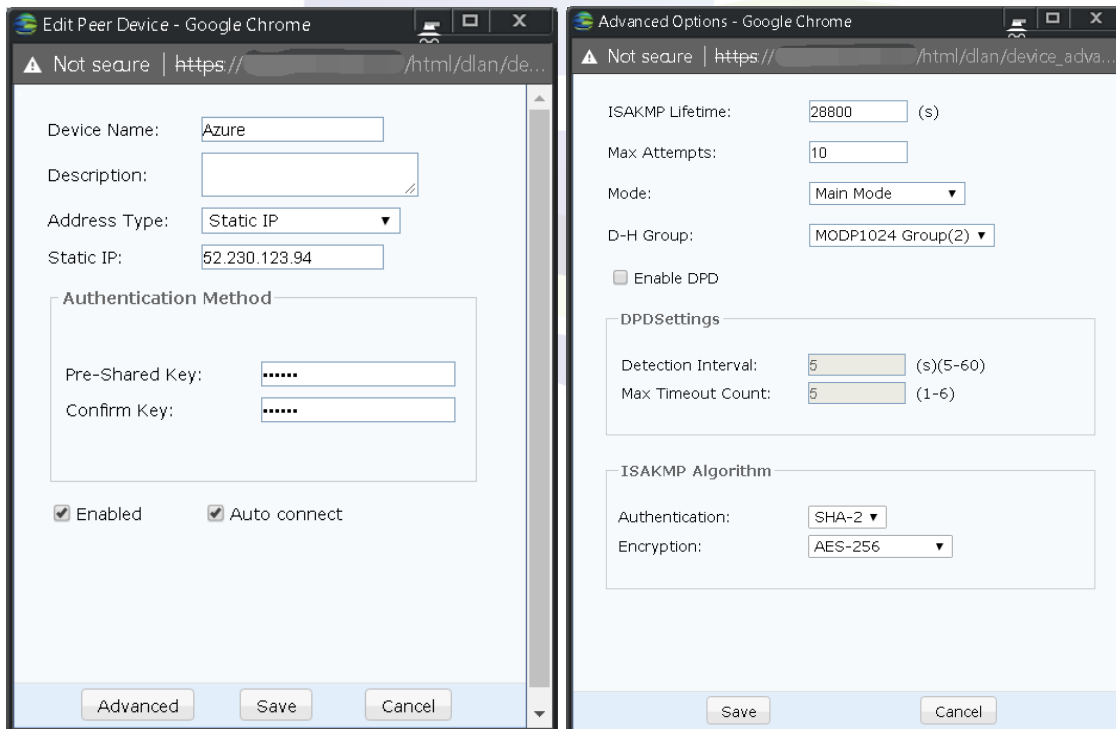 Edit Peer Device - Google Chrome
Not secure | https://
/html/dlan/de...
Device Name:
Azure
Description:
Address Type:
Static IP
Static IP:
52.230.123.94
Authentication Method
Pre-Shared Key:
••••••
Confirm Key:
••••••
Enabled
Auto connect
Advanced
Save
Cancel
Advanced Options - Google Chrome
Not secure | https://
/html/dlan/device_adva...
ISAKMP Lifetime:
28800
(s)
Max Attempts:
10
Mode:
Main Mode
D-H Group:
MODP1024 Group(2)
Enable DPD
DPDSettings
Detection Interval:
5
(s)(5-60)
Max Timeout Count:
5
(1-6)
ISAKMP Algorithm
Authentication:
SHA-2
Encryption:
AES-256
Save
Cancel